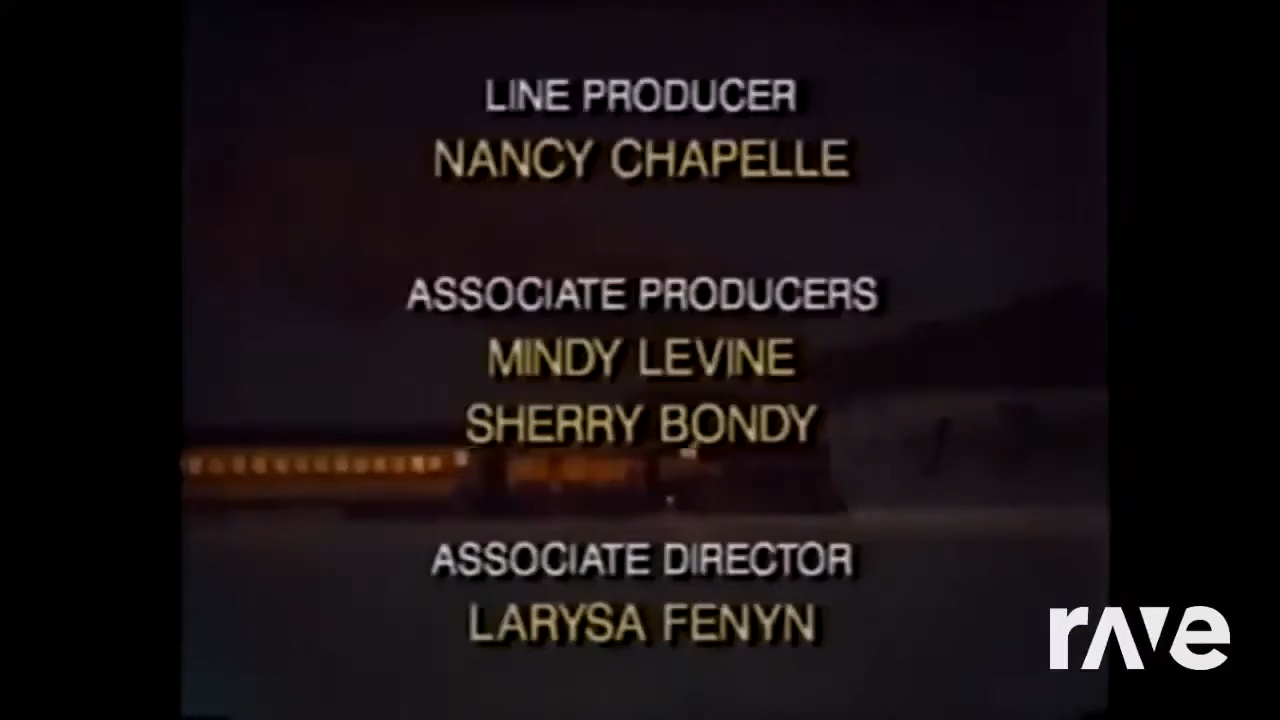 LINE PRODUCER
NANCY CHAPELLE
ASSOCIATE PRODUCERS
MINDY LEVINE
SHERRY BONDY
ASSOCIATE DIRECTOR
LARYSA FENYN
rave